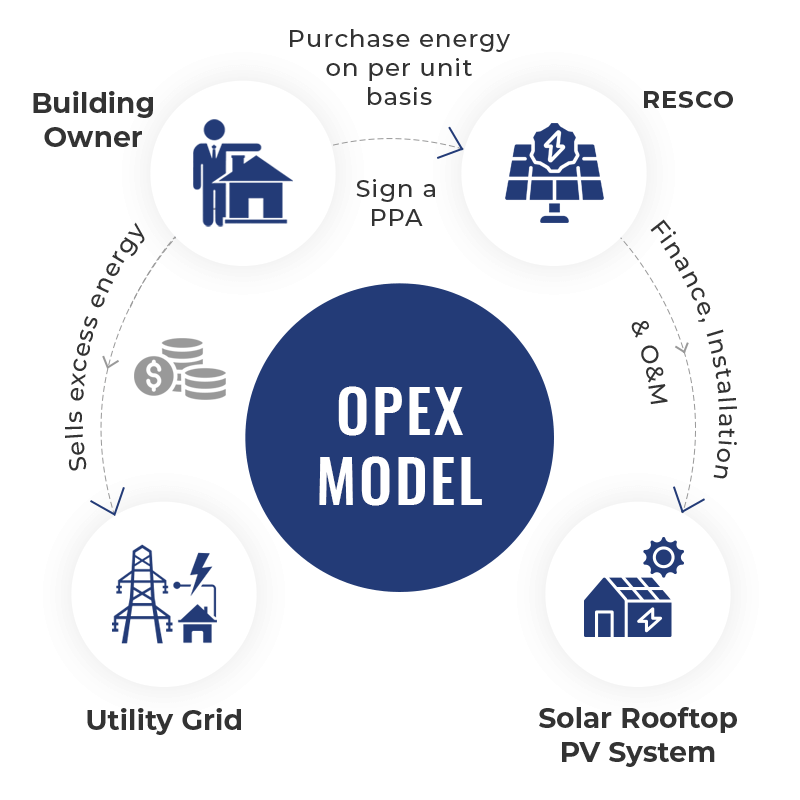 Purchase energy
on per unit
basis
Building
Owner
RESCO
Sign a
PPA
Sells excess energy
$
Finance, Installation
& O&M
OPEX
MODEL
Utility Grid
Solar Rooftop
PV System